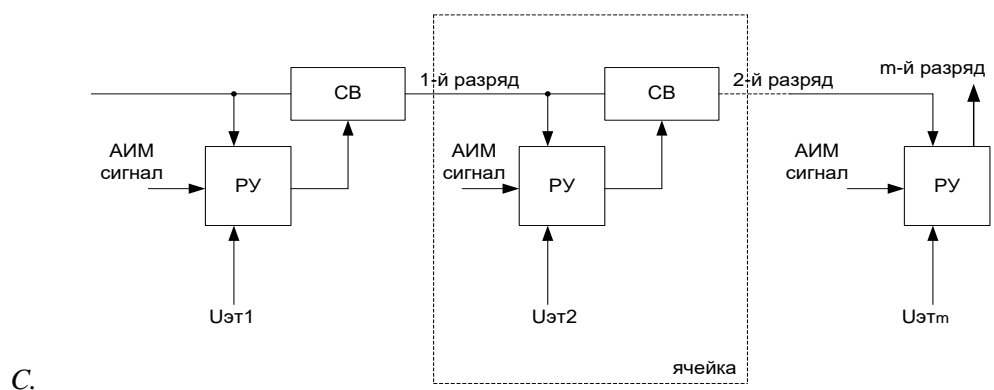 СВ
1-й разряд
СВ
2-й разряд
m-й разряд
АИМ
сигнал
РУ
АИМ
сигнал
РУ
АИМ
сигнал
РУ
Uэт1
Uэт2
Uэтm
ячейка
С.